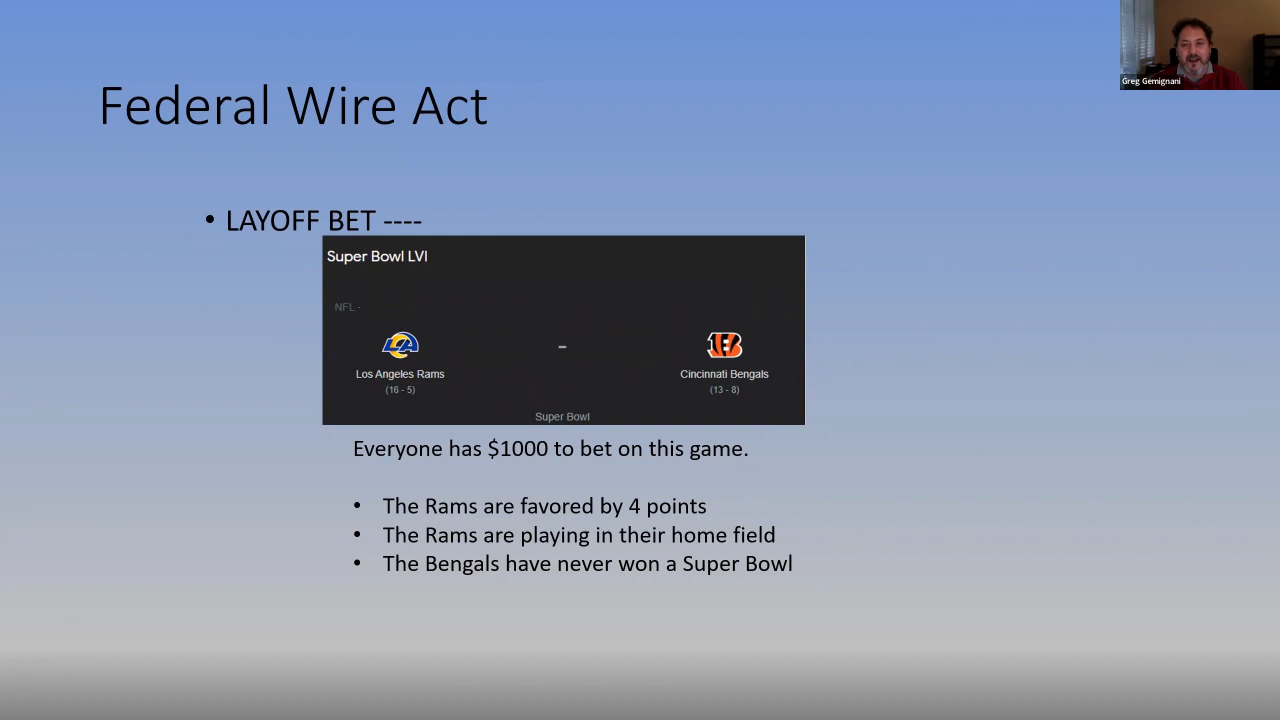 Greg Gemignani
Federal Wire Act
• LAYOFF BET ----
Super Bowl LVI
NFL -
LA
B
-
Los Angeles Rams
Cincinnati Bengals
(16 - 5)
(13 - 8)
Super Bowl
Everyone has $1000 to bet on this game.
• The Rams are favored by 4 points
• The Rams are playing in their home field
• The Bengals have never won a Super Bowl